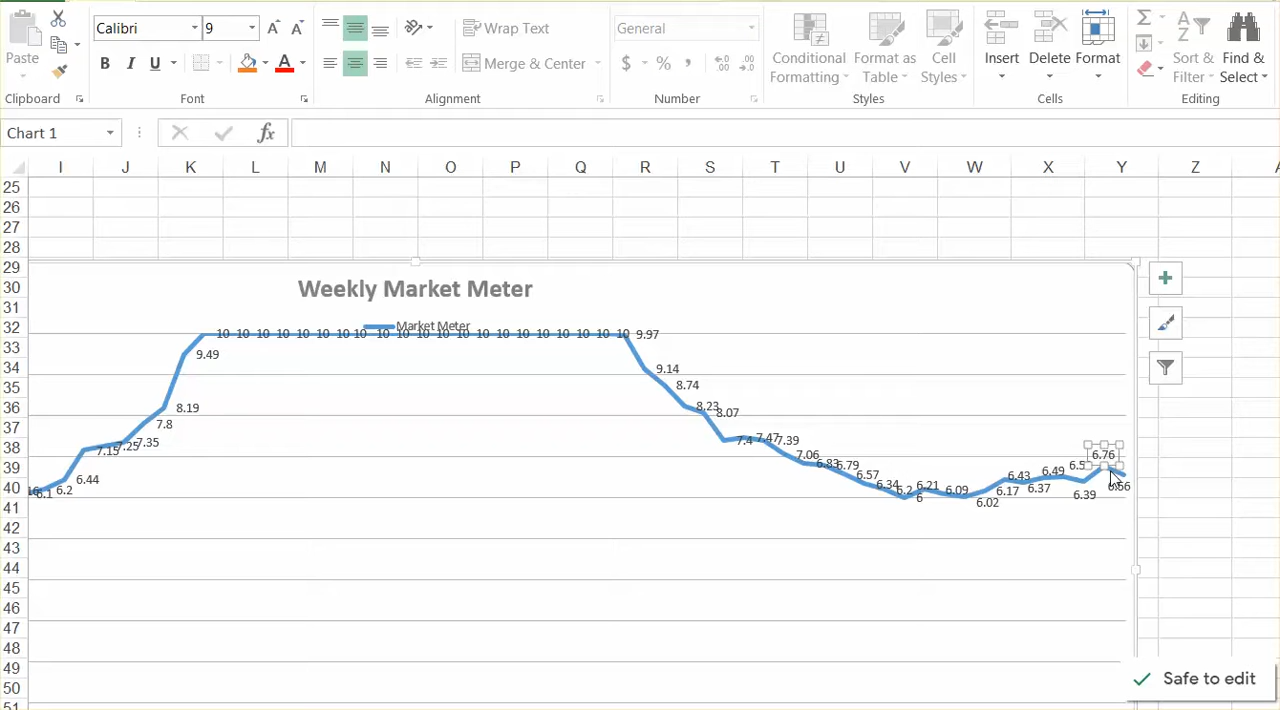 Calibri 9
Wrap Text
General
Paste
B I U
Merge & Center
$ % ,
Conditional Formatting
Format as Table
Cell Styles
Insert Delete Format
Sort & Filter
Find & Select
Clipboard Font Alignment Number Styles Cells Editing
Chart 1
fx
I J K L M N O P Q R S T U V W X Y Z
25
26
27
28
29
30
31
32
33
34
35
36
37
38
39
40
41
42
43
44
45
46
47
48
49
50
51
Weekly Market Meter
Market Meter
6.1 6.2 6.44 7.15 7.25 7.35 7.8 8.19 9.49 10 10 10 10 10 10 10 10 10 10 10 10 10 10 10 10 10 10 10 10 10 9.97 9.14 8.74 8.23 8.07 7.4 7.47 7.39 7.06 6.83 6.79 6.57 6.34 6.2 6 6.21 6.09 6.02 6.17 6.43 6.37 6.49 6.39 6.76
Safe to edit